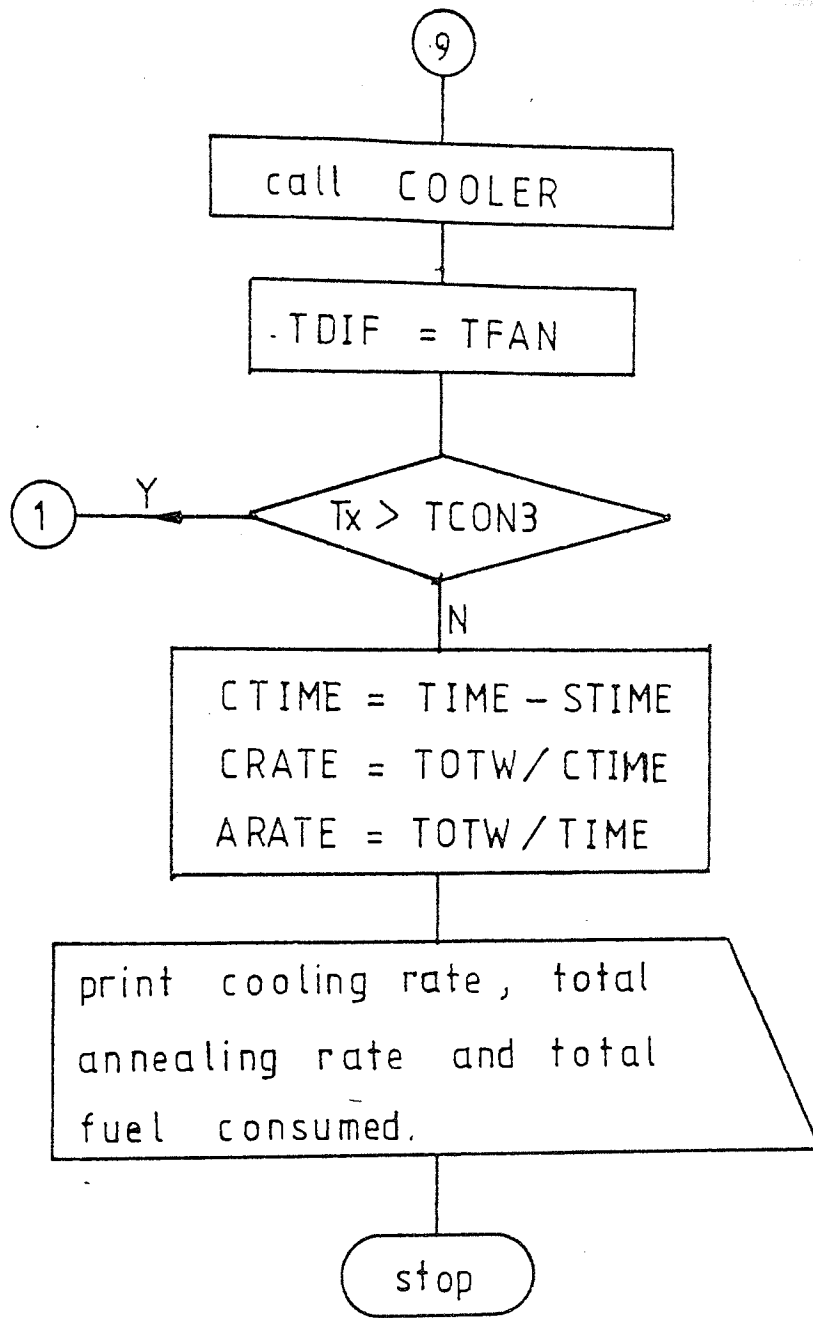 9
call COOLER
TDIF = TFAN
Tx > TCON3
Y
1
N
CTIME = TIME - STIME
CRATE = TOTW/CTIME
ARATE = TOTW/TIME
print cooling rate, total
annealing rate and total
fuel consumed.
stop